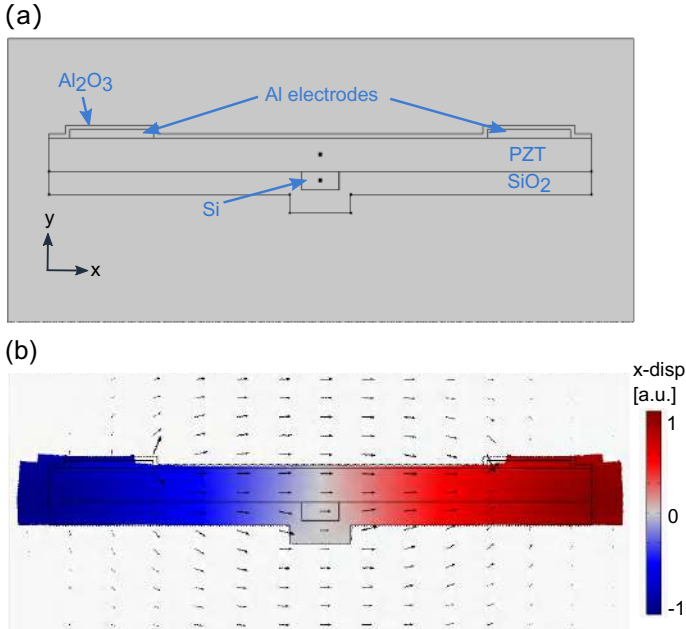 (a)
Al₂O₃
Al electrodes
PZT
SiO₂
Si
y
x
(b)
x-disp
[a.u.]
1
0
-1